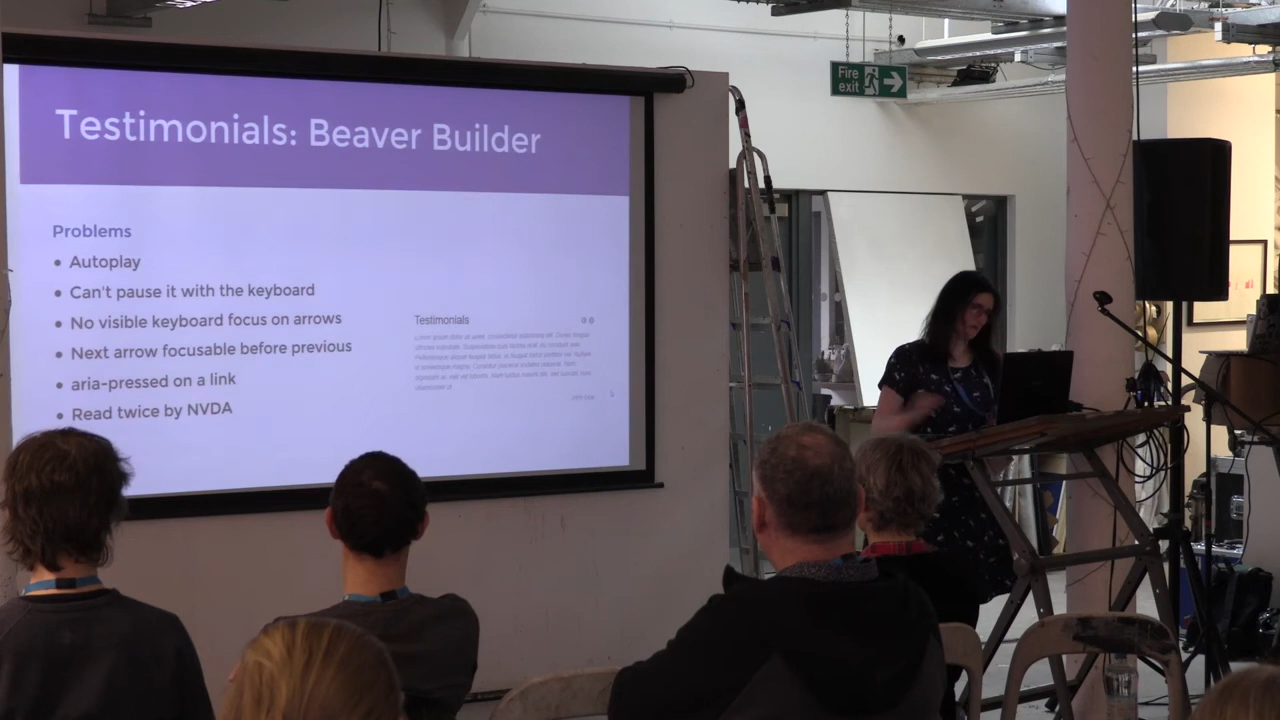 Testimonials: Beaver Builder
Problems
• Autoplay
• Can't pause it with the keyboard
• No visible keyboard focus on arrows
• Next arrow focusable before previous
• aria-pressed on a link
• Read twice by NVDA
Testimonials
Fire
exit